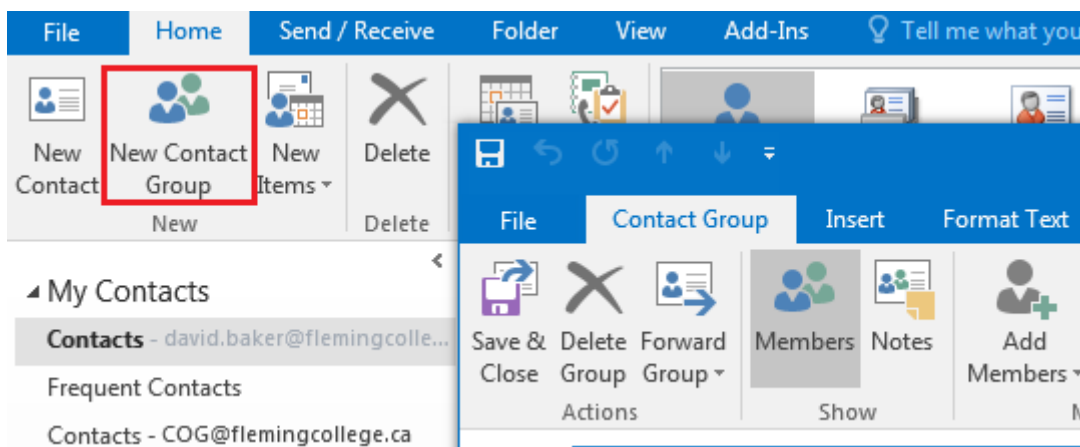 File Home Send / Receive Folder View Add-Ins Tell me what you
New Contact
New Contact Group
New Items
Delete
New
Delete
File Contact Group Insert Format Text
Save & Close
Delete Group
Forward Group
Members
Notes
Add Members
Actions
Show
My Contacts
Contacts - david.baker@flemingcolle...
Frequent Contacts
Contacts - COG@flemingcollege.ca